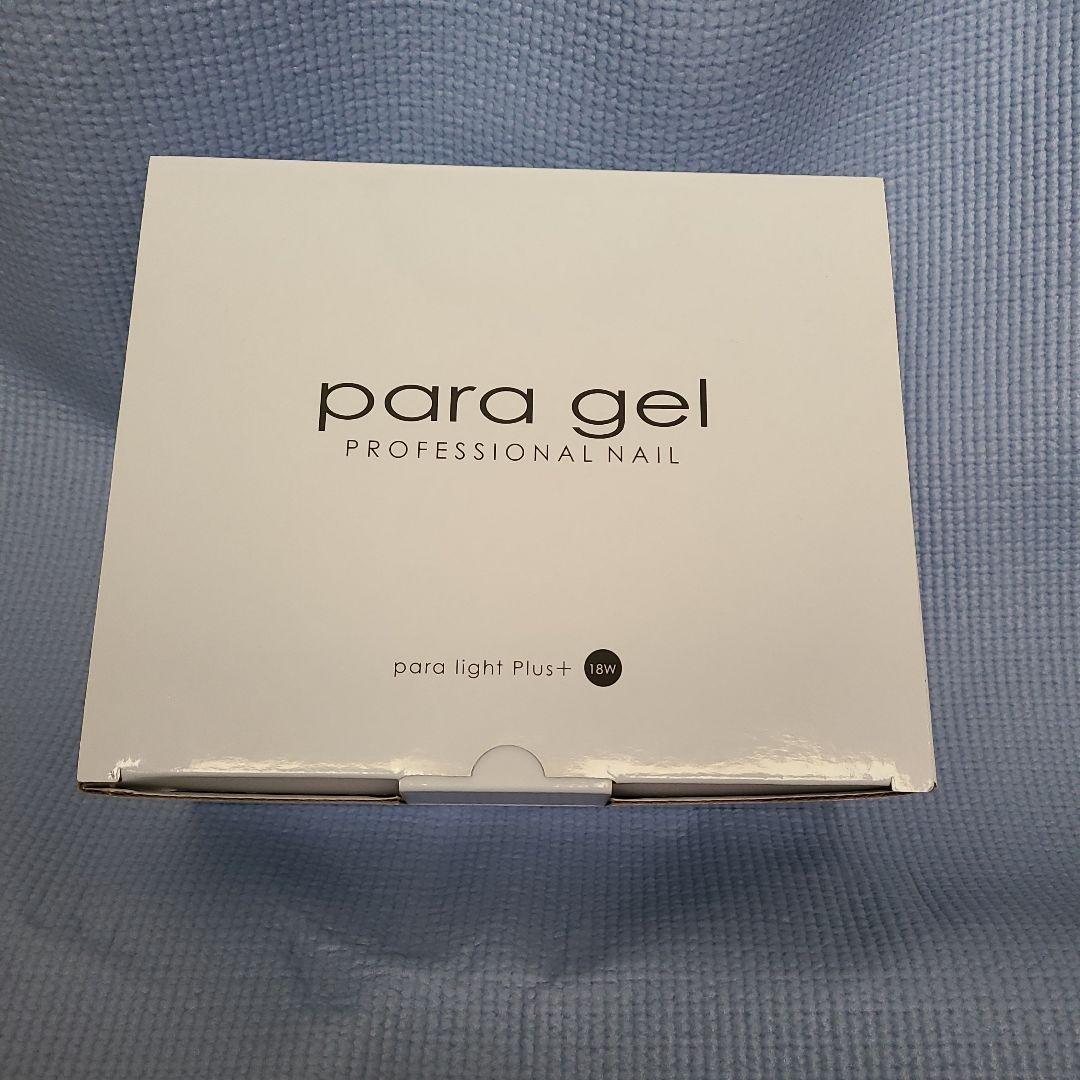 para gel
PROFESSIONAL NAIL
para light Plus+ 18W